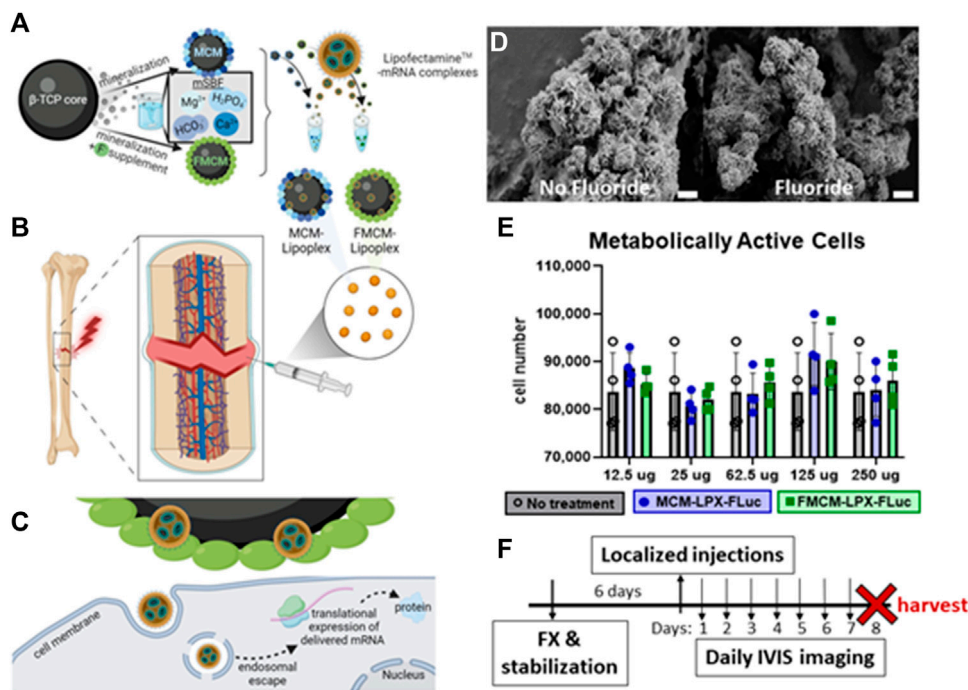 A
β-TCP core
mineralization
MCM
mSBF
Mg²⁺
H₂PO₄⁻
HCO₃⁻
Ca²⁺
mineralization
+ F⁻ supplement
FMCM
Lipofectamine™
-mRNA complexes
MCM-
Lipoplex
FMCM-
Lipoplex
B
C
cell membrane
endosomal
escape
translational
expression of
delivered mRNA
protein
Nucleus
D
No Fluoride
Fluoride
E
Metabolically Active Cells
cell number
110,000
100,000
90,000
80,000
70,000
12.5 ug
25 ug
62.5 ug
125 ug
250 ug
No treatment
MCM-LPX-FLuc
FMCM-LPX-FLuc
F
Localized injections
6 days
harvest
Days: 1 2 3 4 5 6 7 8
FX &
stabilization
Daily IVIS imaging